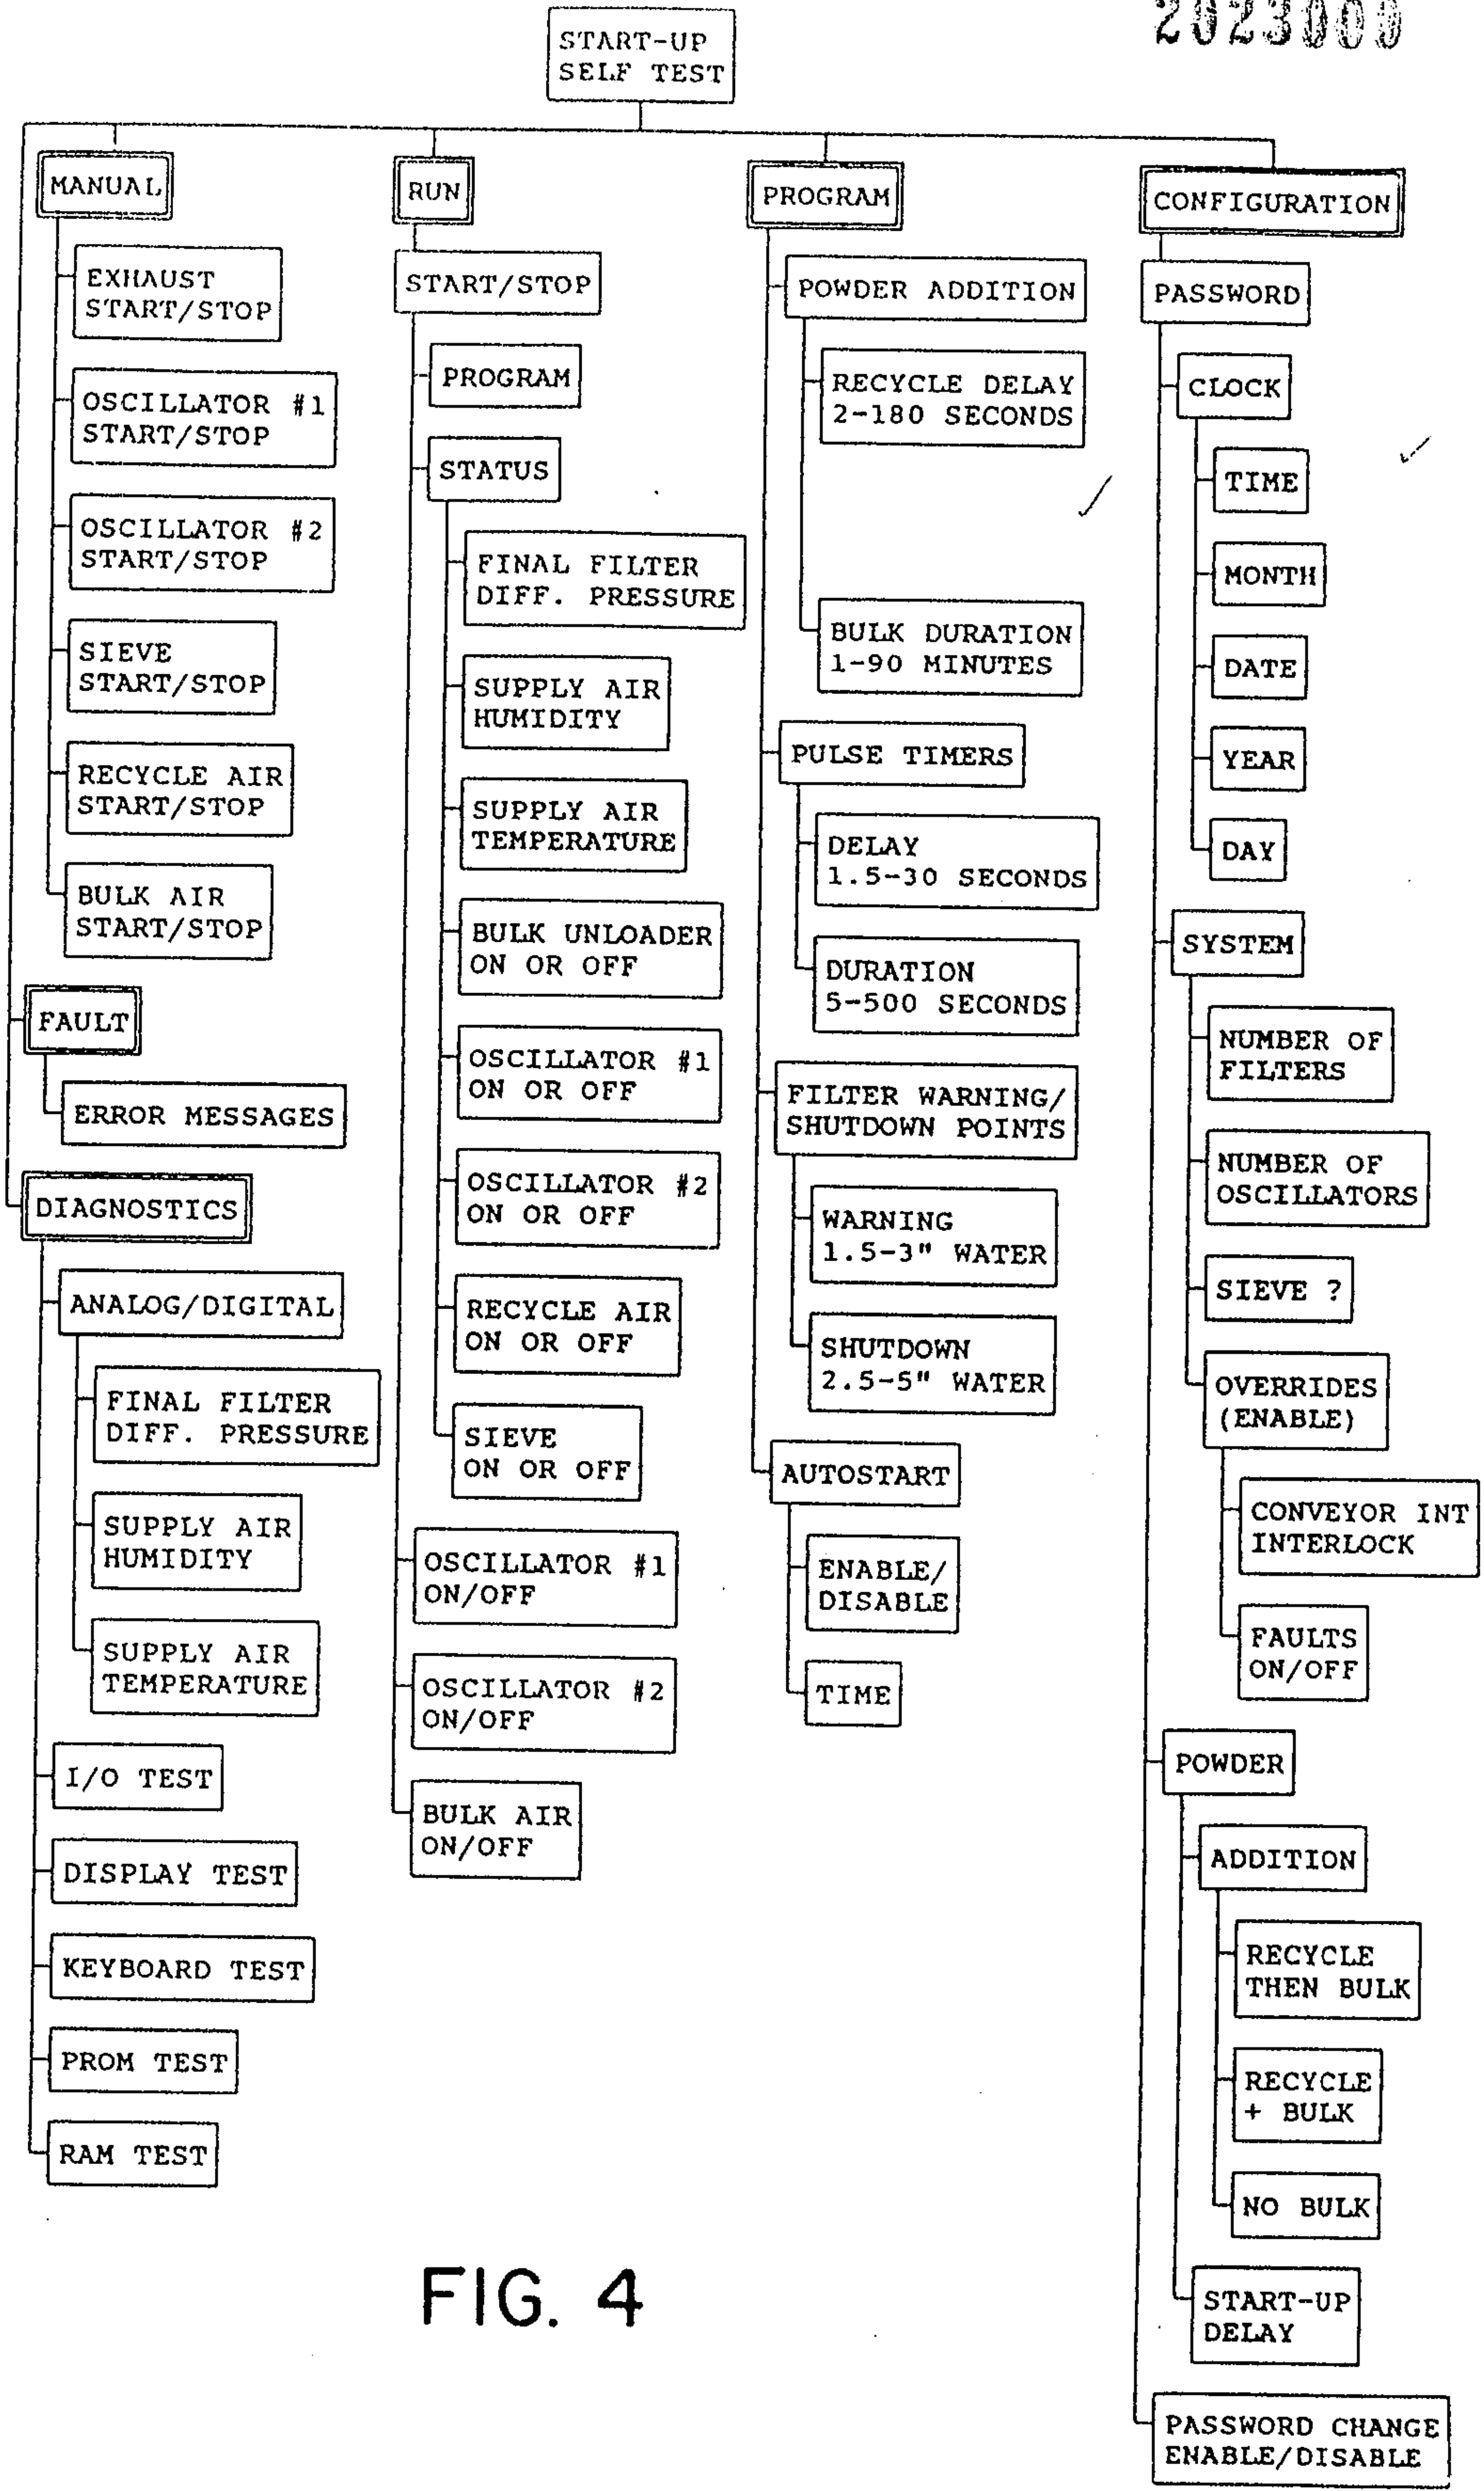 2023000
START-UP
SELF TEST
MANUAL
EXHAUST
START/STOP
OSCILLATOR #1
START/STOP
OSCILLATOR #2
START/STOP
SIEVE
START/STOP
RECYCLE AIR
START/STOP
BULK AIR
START/STOP
FAULT
ERROR MESSAGES
DIAGNOSTICS
ANALOG/DIGITAL
FINAL FILTER
DIFF. PRESSURE
SUPPLY AIR
HUMIDITY
SUPPLY AIR
TEMPERATURE
I/O TEST
DISPLAY TEST
KEYBOARD TEST
PROM TEST
RAM TEST
RUN
START/STOP
PROGRAM
STATUS
FINAL FILTER
DIFF. PRESSURE
SUPPLY AIR
HUMIDITY
SUPPLY AIR
TEMPERATURE
BULK UNLOADER
ON OR OFF
OSCILLATOR #1
ON OR OFF
OSCILLATOR #2
ON OR OFF
RECYCLE AIR
ON OR OFF
SIEVE
ON OR OFF
OSCILLATOR #1
ON/OFF
OSCILLATOR #2
ON/OFF
BULK AIR
ON/OFF
PROGRAM
POWDER ADDITION
RECYCLE DELAY
2-180 SECONDS
BULK DURATION
1-90 MINUTES
PULSE TIMERS
DELAY
1.5-30 SECONDS
DURATION
5-500 SECONDS
FILTER WARNING/
SHUTDOWN POINTS
WARNING
1.5-3" WATER
SHUTDOWN
2.5-5" WATER
AUTOSTART
ENABLE/
DISABLE
TIME
CONFIGURATION
PASSWORD
CLOCK
TIME
MONTH
DATE
YEAR
DAY
SYSTEM
NUMBER OF
FILTERS
NUMBER OF
OSCILLATORS
SIEVE ?
OVERRIDES
(ENABLE)
CONVEYOR INT
INTERLOCK
FAULTS
ON/OFF
POWDER
ADDITION
RECYCLE
THEN BULK
RECYCLE
+ BULK
NO BULK
START-UP
DELAY
PASSWORD CHANGE
ENABLE/DISABLE
FIG. 4